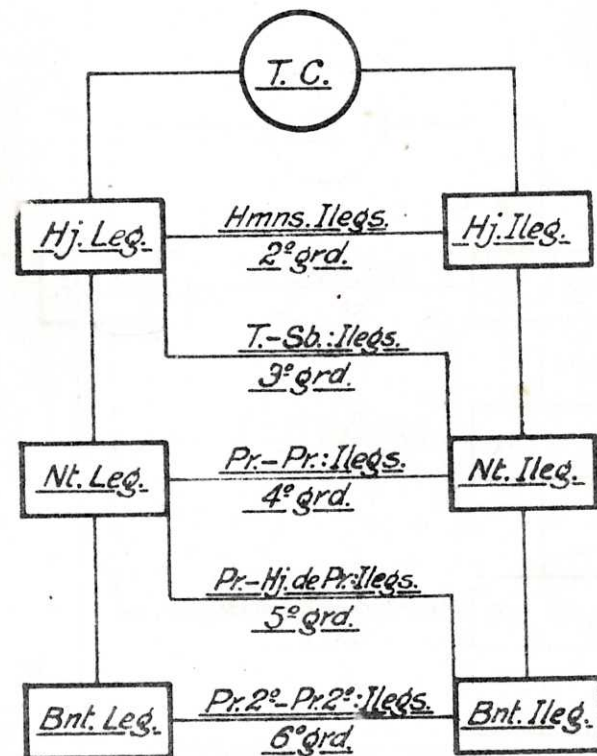 T. C.
Hj. Leg.
Hmns. Ilegs.
2º grd.
Hj. Ileg.
T.-Sb.: Ilegs.
3º grd.
Nt. Leg.
Pr.-Pr.: Ilegs.
4º grd.
Nt. Ileg.
Pr.-Hj. de Pr.: Ilegs.
5º grd.
Bnt. Leg.
Pr. 2º-Pr. 2º: Ilegs.
6º grd.
Bnt. Ileg.